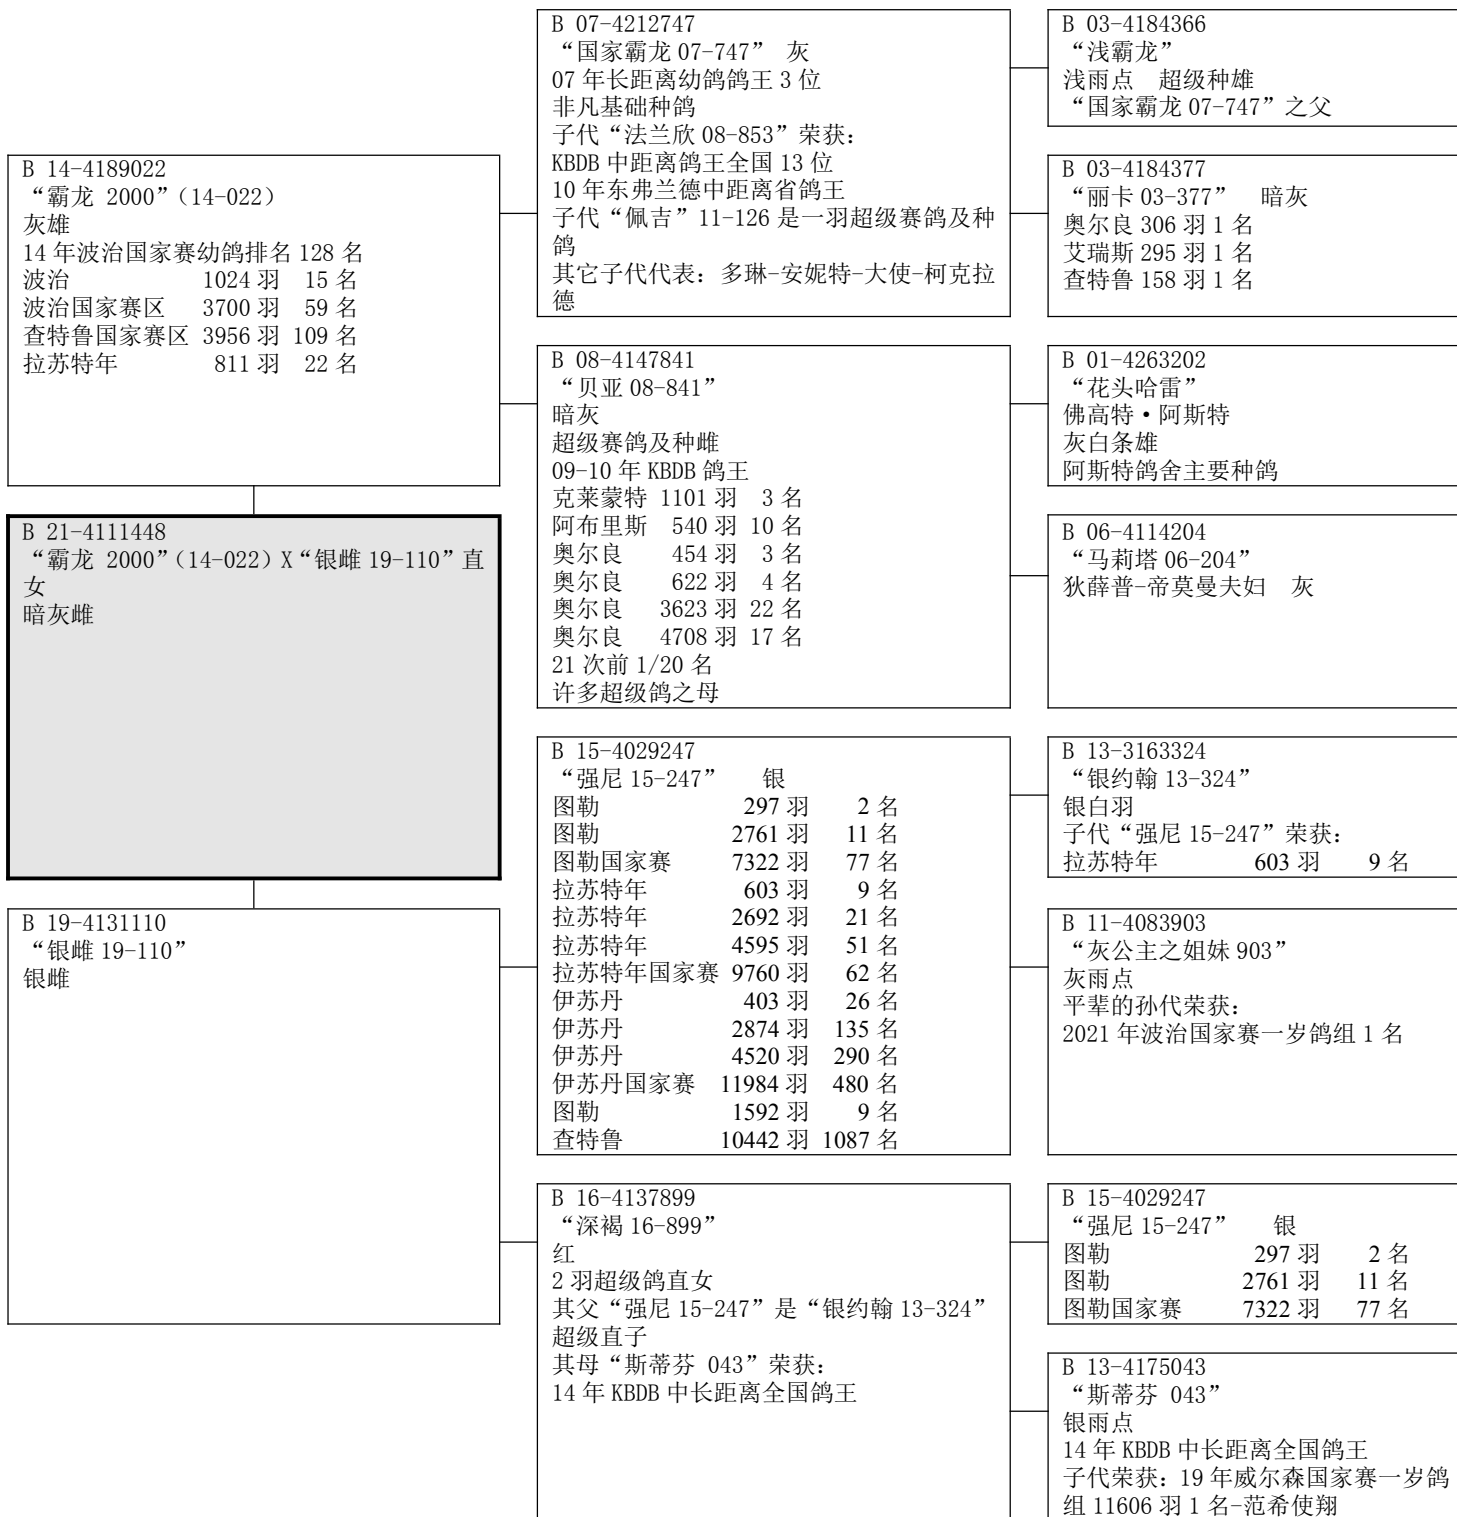 B 14-4189022
“霸龙 2000”(14-022)
灰雄
14 年波治国家赛幼鸽排名 128 名
波治 1024 羽 15 名
波治国家赛区 3700 羽 59 名
查特鲁国家赛区 3956 羽 109 名
拉苏特年 811 羽 22 名
B 21-4111448
“霸龙 2000”(14-022) X“银雌 19-110”直
女
暗灰雌
B 19-4131110
“银雌 19-110”
银雌
B 07-4212747
“国家霸龙 07-747” 灰
07 年长距离幼鸽鸽王 3 位
非凡基础种鸽
子代“法兰欣 08-853”荣获:
KBDB 中距离鸽王全国 13 位
10 年东弗兰德中距离省鸽王
子代“佩吉”11-126 是一羽超级赛鸽及种
鸽
其它子代代表: 多琳-安妮特-大使-柯克拉
德
B 08-4147841
“贝亚 08-841”
暗灰
超级赛鸽及种雌
09-10 年 KBDB 鸽王
克莱蒙特 1101 羽 3 名
阿布里斯 540 羽 10 名
奥尔良 454 羽 3 名
奥尔良 622 羽 4 名
奥尔良 3623 羽 22 名
奥尔良 4708 羽 17 名
21 次前 1/20 名
许多超级鸽之母
B 15-4029247
“强尼 15-247” 银
图勒 297 羽 2 名
图勒 2761 羽 11 名
图勒国家赛 7322 羽 77 名
拉苏特年 603 羽 9 名
拉苏特年 2692 羽 21 名
拉苏特年 4595 羽 51 名
拉苏特年国家赛 9760 羽 62 名
伊苏丹 403 羽 26 名
伊苏丹 2874 羽 135 名
伊苏丹 4520 羽 290 名
伊苏丹国家赛 11984 羽 480 名
图勒 1592 羽 9 名
查特鲁 10442 羽 1087 名
B 16-4137899
“深褐 16-899”
红
2 羽超级鸽直女
其父“强尼 15-247”是“银约翰 13-324”
超级直子
其母“斯蒂芬 043”荣获:
14 年 KBDB 中长距离全国鸽王
B 03-4184366
“浅霸龙”
浅雨点 超级种雄
“国家霸龙 07-747”之父
B 03-4184377
“丽卡 03-377” 暗灰
奥尔良 306 羽 1 名
艾瑞斯 295 羽 1 名
查特鲁 158 羽 1 名
B 01-4263202
“花头哈雷”
佛高特•阿斯特
灰白条雄
阿斯特鸽舍主要种鸽
B 06-4114204
“马莉塔 06-204”
狄薛普-帝莫曼夫妇 灰
B 13-3163324
“银约翰 13-324”
银白羽
子代“强尼 15-247”荣获:
拉苏特年 603 羽 9 名
B 11-4083903
“灰公主之姐妹 903”
灰雨点
平辈的孙代荣获:
2021 年波治国家赛一岁鸽组 1 名
B 15-4029247
“强尼 15-247” 银
图勒 297 羽 2 名
图勒 2761 羽 11 名
图勒国家赛 7322 羽 77 名
B 13-4175043
“斯蒂芬 043”
银雨点
14 年 KBDB 中长距离全国鸽王
子代荣获: 19 年威尔森国家赛一岁鸽
组 11606 羽 1 名-范希使翔